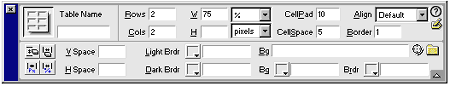 Table Name Rows 2 W 75 % CellPad 10 Align Default
Cols 2 H pixels CellSpace 5 Border 1
V Space Light Brdr Bg
H Space Dark Brdr Bg Brdr